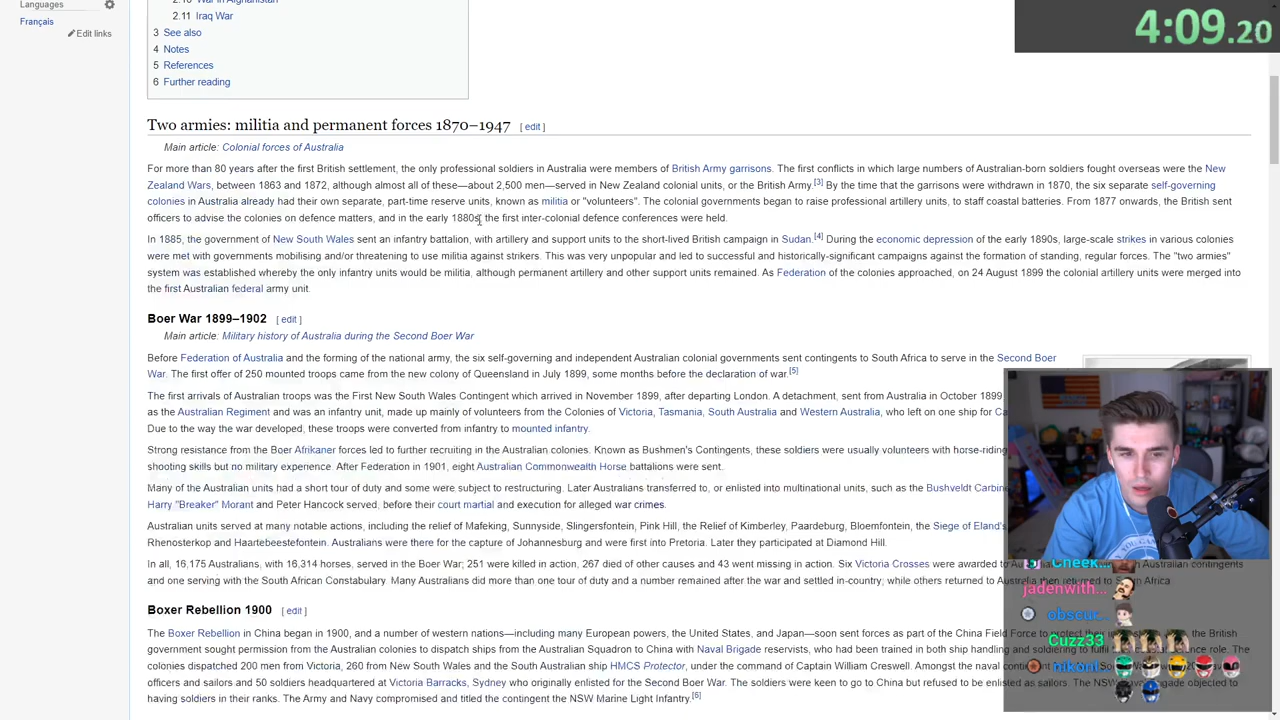 Languages
Français
Edit links
2.10 War in Afghanistan
2.11 Iraq War
3 See also
4 Notes
5 References
6 Further reading
4:09.20
Two armies: militia and permanent forces 1870–1947 [ edit ]
Main article: Colonial forces of Australia
For more than 80 years after the first British settlement, the only professional soldiers in Australia were members of British Army garrisons. The first conflicts in which large numbers of Australian-born soldiers fought overseas were the New
Zealand Wars, between 1863 and 1872, although almost all of these—about 2,500 men—served in New Zealand colonial units, or the British Army.[3] By the time that the garrisons were withdrawn in 1870, the six separate self-governing
colonies in Australia already had their own separate, part-time reserve units, known as militia or "volunteers". The colonial governments began to raise professional artillery units, to staff coastal batteries. From 1877 onwards, the British sent
officers to advise the colonies on defence matters, and in the early 1880s the first inter-colonial defence conferences were held.
In 1885, the government of New South Wales sent an infantry battalion, with artillery and support units to the short-lived British campaign in Sudan.[4] During the economic depression of the early 1890s, large-scale strikes in various colonies
were met with governments mobilising and/or threatening to use militia against strikers. This was very unpopular and led to successful and historically-significant campaigns against the formation of standing, regular forces. The "two armies"
system was established whereby the only infantry units would be militia, although permanent artillery and other support units remained. As Federation of the colonies approached, on 24 August 1899 the colonial artillery units were merged into
the first Australian federal army unit.
Boer War 1899–1902 [ edit ]
Main article: Military history of Australia during the Second Boer War
Before Federation of Australia and the forming of the national army, the six self-governing and independent Australian colonial governments sent contingents to South Africa to serve in the Second Boer
War. The first offer of 250 mounted troops came from the new colony of Queensland in July 1899, some months before the declaration of war.[5]
The first arrivals of Australian troops was the First New South Wales Contingent which arrived in November 1899, after departing London. A detachment, sent from Australia in October 1899
as the Australian Regiment and was an infantry unit, made up mainly of volunteers from the Colonies of Victoria, Tasmania, South Australia and Western Australia, who left on one ship for
Due to the way the war developed, these troops were converted from infantry to mounted infantry.
Strong resistance from the Boer Afrikaner forces led to further recruiting in the Australian colonies. Known as Bushmen's Contingents, these soldiers were usually volunteers with horse-riding
shooting skills but no military experience. After Federation in 1901, eight Australian Commonwealth Horse battalions were sent.
Many of the Australian units had a short tour of duty and some were subject to restructuring. Later Australians transferred to, or enlisted into multinational units, such as the Bushveldt
Harry "Breaker" Morant and Peter Hancock served, before their court martial and execution for alleged war crimes.
Australian units served at many notable actions, including the relief of Mafeking, Sunnyside, Slingersfontein, Pink Hill, the Relief of Kimberley, Paardeburg, Bloemfontein, the Siege of Eland's
Rhenosterkop and Haartebeestefontein. Australians were there for the capture of Johannesburg and were first into Pretoria. Later they participated at Diamond Hill.
In all, 16,175 Australians, with 16,314 horses, served in the Boer War; 251 were killed in action, 267 died of other causes and 43 went missing in action. Six Victoria Crosses were awarded to Australian contingents
and one serving with the South African Constabulary. Many Australians did more than one tour of duty and a number remained after the war and settled in-country; while others returned to Australia then returned to South Africa
Boxer Rebellion 1900 [ edit ]
The Boxer Rebellion in China began in 1900, and a number of western nations—including many European powers, the United States, and Japan—soon sent forces as part of the China Field Force to protect their the British
government sought permission from the Australian colonies to dispatch ships from the Australian Squadron to China with Naval Brigade reservists, who had been trained in both ship handling and soldiering to fulfil role. The
colonies dispatched 200 men from Victoria, 260 from New South Wales and the South Australian ship HMCS Protector, under the command of Captain William Creswell. Amongst the naval
officers and sailors and 50 soldiers headquartered at Victoria Barracks, Sydney who originally enlisted for the Second Boer War. The soldiers were keen to go to China but refused to be enlisted as sailors. The NSW objected to
having soldiers in their ranks. The Army and Navy compromised and titled the contingent the NSW Marine Light Infantry.[6]
jadenwith...
obscur...
Cuzz33